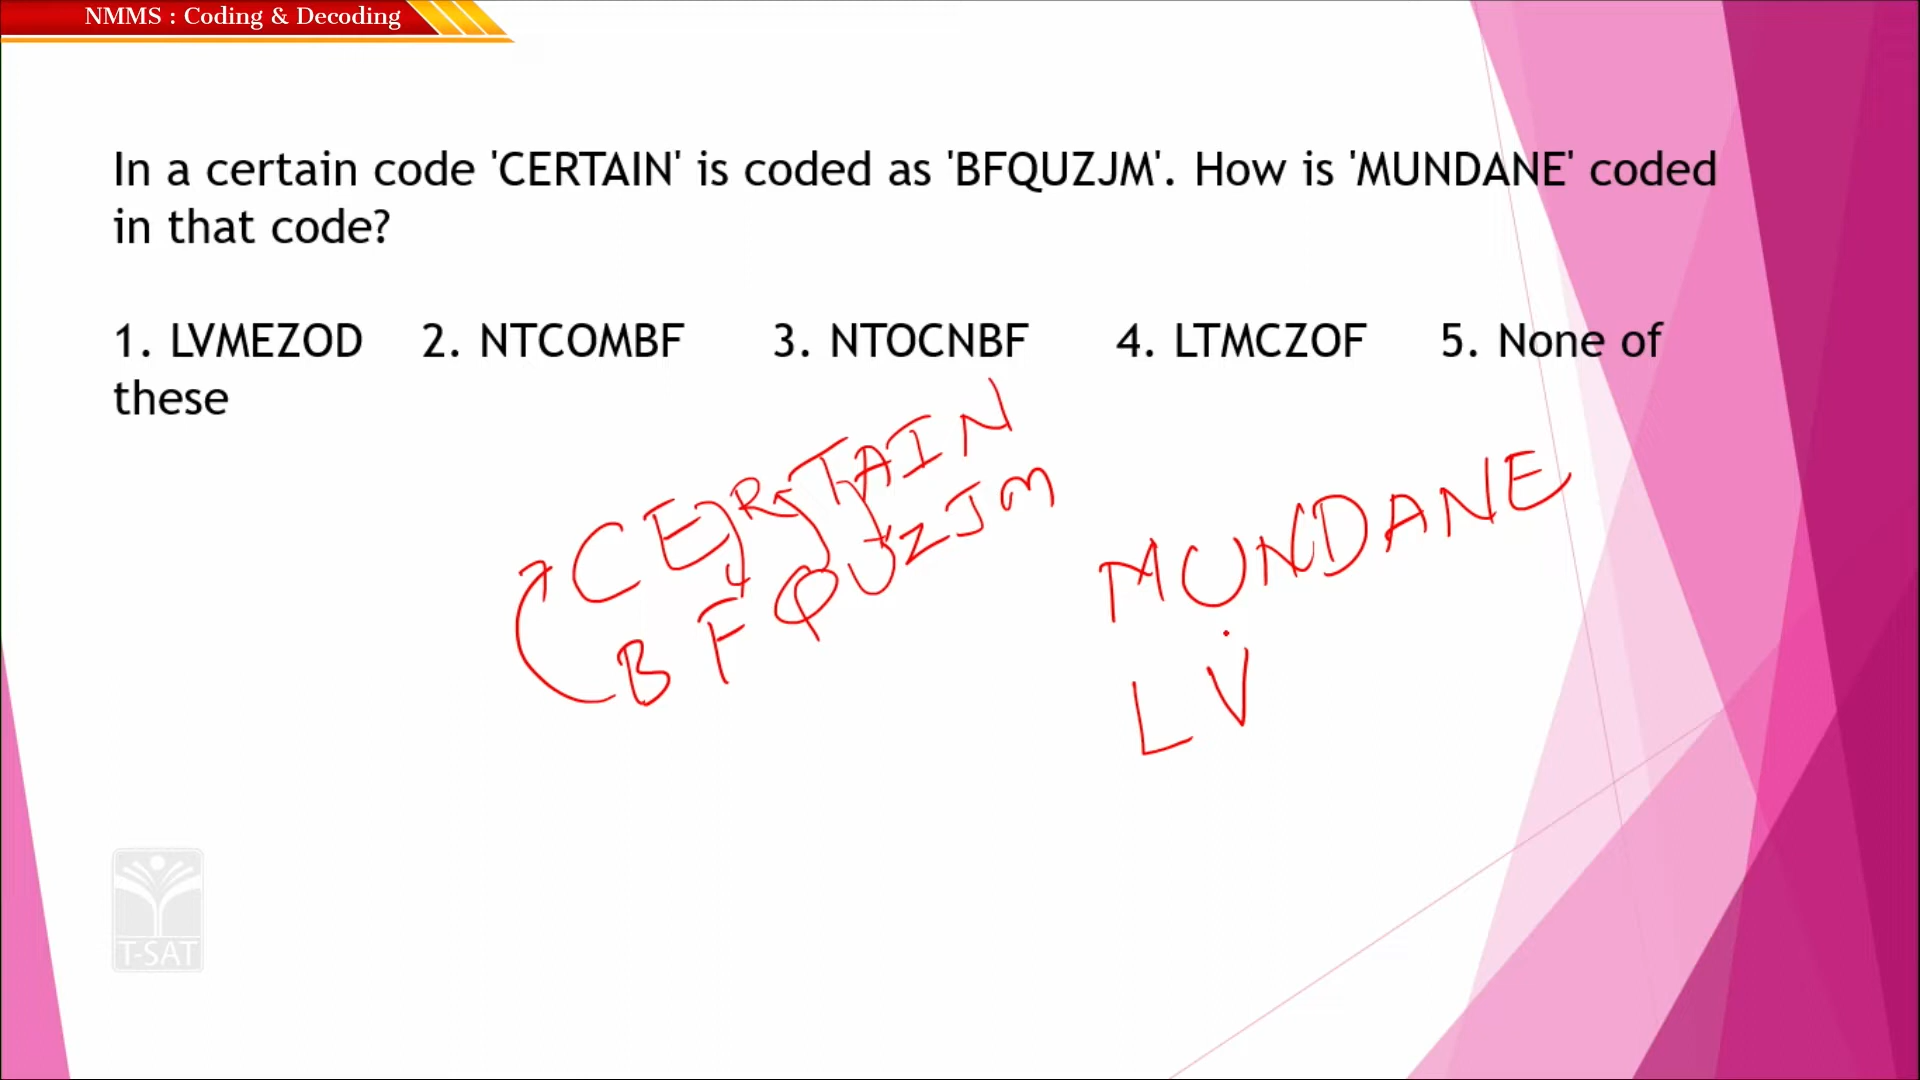 NMMS : Coding & Decoding
In a certain code 'CERTAIN' is coded as 'BFQUZJM'. How is 'MUNDANE' coded
in that code?
1. LVMEZOD 2. NTCOMBF 3. NTOCNBF 4. LTMCZOF 5. None of
these
CERTAIN
BFQUZJM
MUNDANE
LV
T-SAT